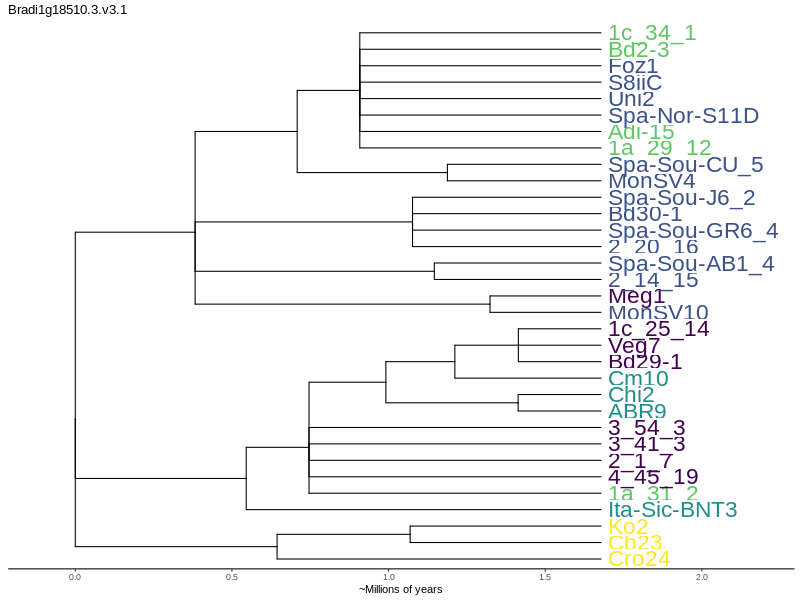 Bradi1g18510.3.v3.1
1c_34_1
Bd2-3
Foz1
S8iiC
Uni2
Spa-Nor-S11D
Adi-15
1a_29_12
Spa-Sou-CU_5
MonSV4
Spa-Sou-J6_2
Bd30-1
Spa-Sou-GR6_4
2_20_16
Spa-Sou-AB1_4
2_14_15
Meg1
MonSV10
1c_25_14
Veg7
Bd29-1
Cm10
Chi2
ABR9
3_54_3
3_41_3
2_1_7
4_45_19
1a_31_2
Ita-Sic-BNT3
Ko2
Cb23
Cro24
0.0 0.5 1.0 1.5 2.0
~Millions of years